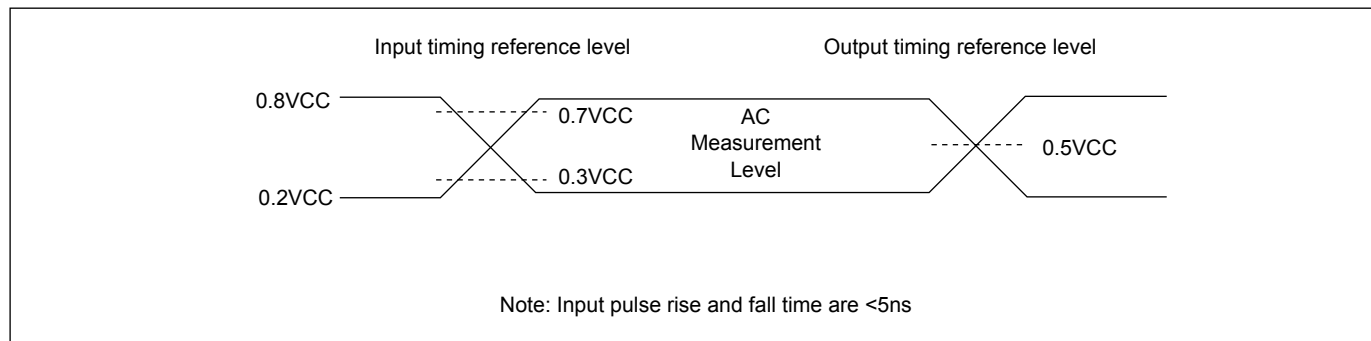 Input timing reference level
Output timing reference level
0.8VCC
0.7VCC
AC
Measurement
Level
0.5VCC
0.3VCC
0.2VCC
Note: Input pulse rise and fall time are <5ns